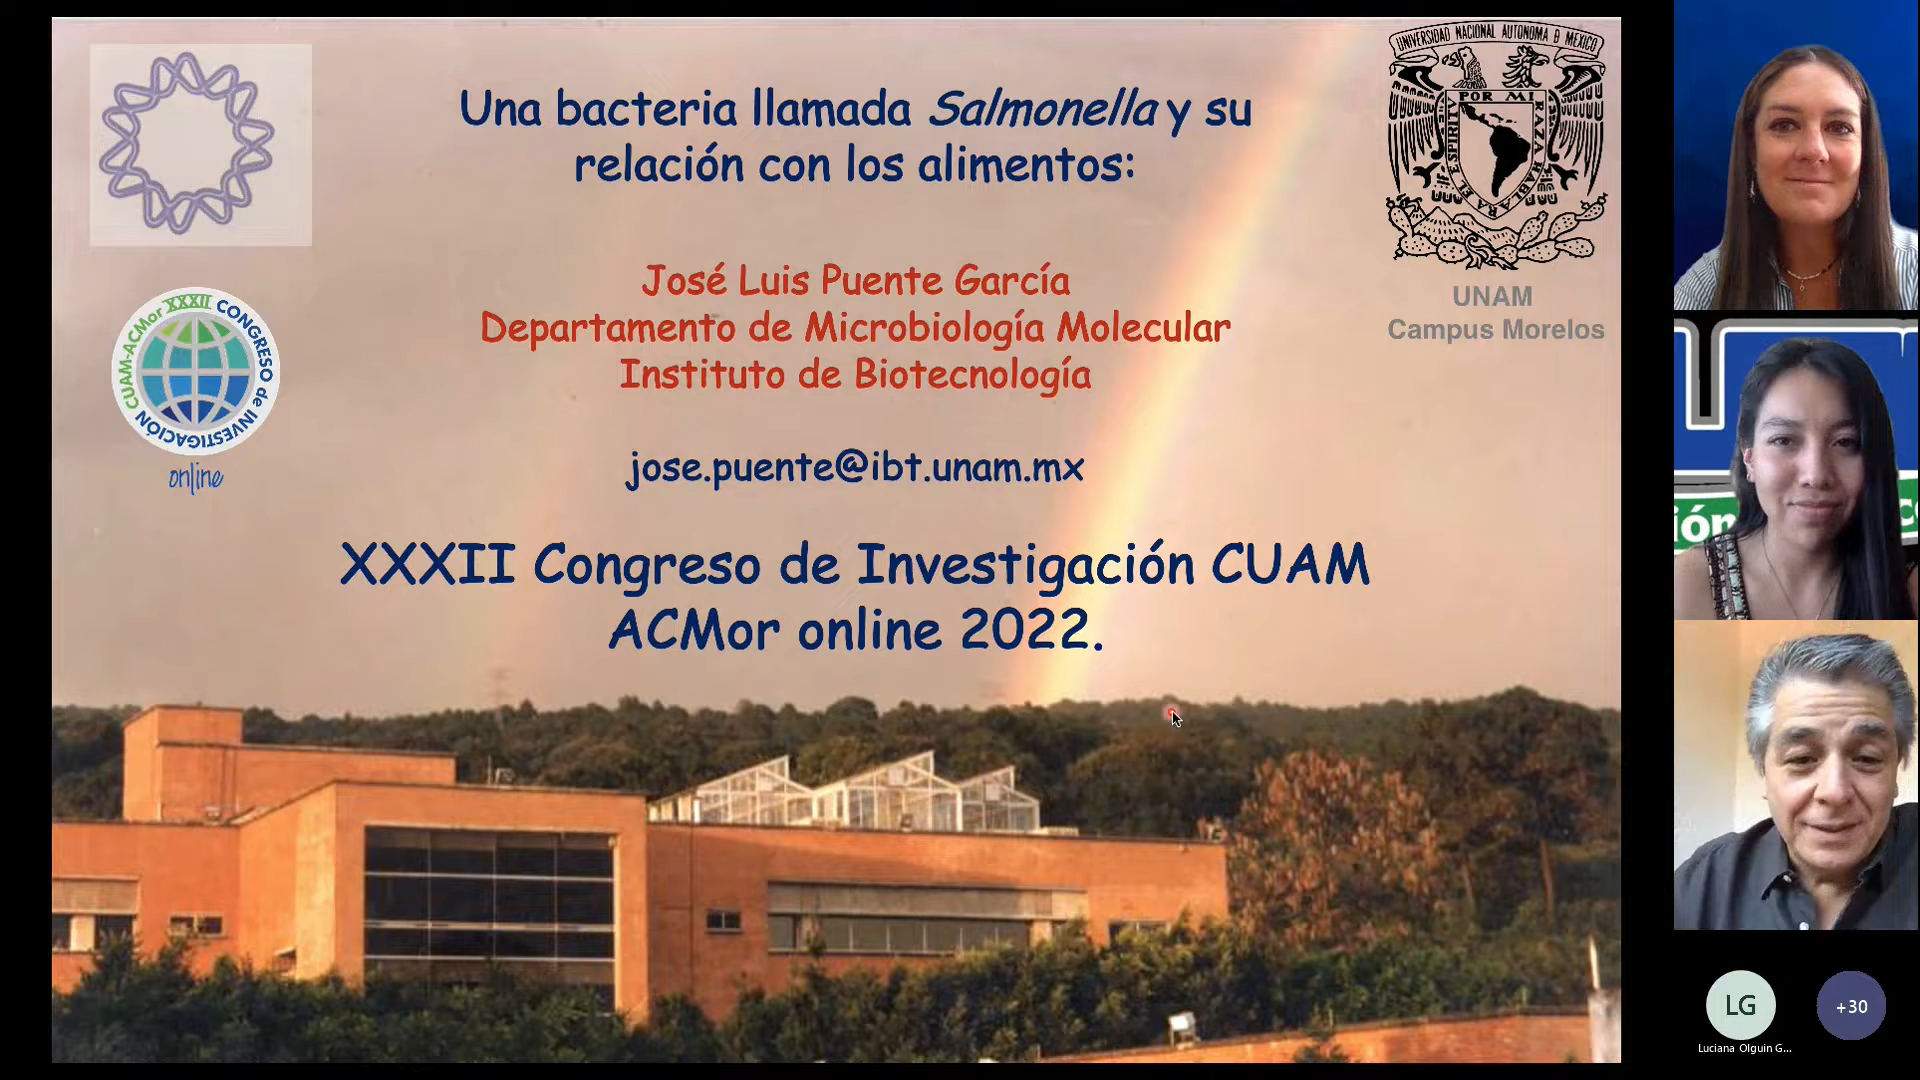 Una bacteria llamada Salmonella y su
relación con los alimentos:
José Luis Puente García
Departamento de Microbiología Molecular
Instituto de Biotecnología
jose.puente@ibt.unam.mx
XXXII Congreso de Investigación CUAM
ACMor online 2022.
CUAM-ACMor XXXII CONGRESO de INVESTIGACIÓN
online
UNIVERSIDAD NACIONAL AUTONOMA D MEXICO
POR MI RAZA HABLARA EL ESPIRITU
UNAM
Campus Morelos
ión
LG
Luciana Olguin G...
+30